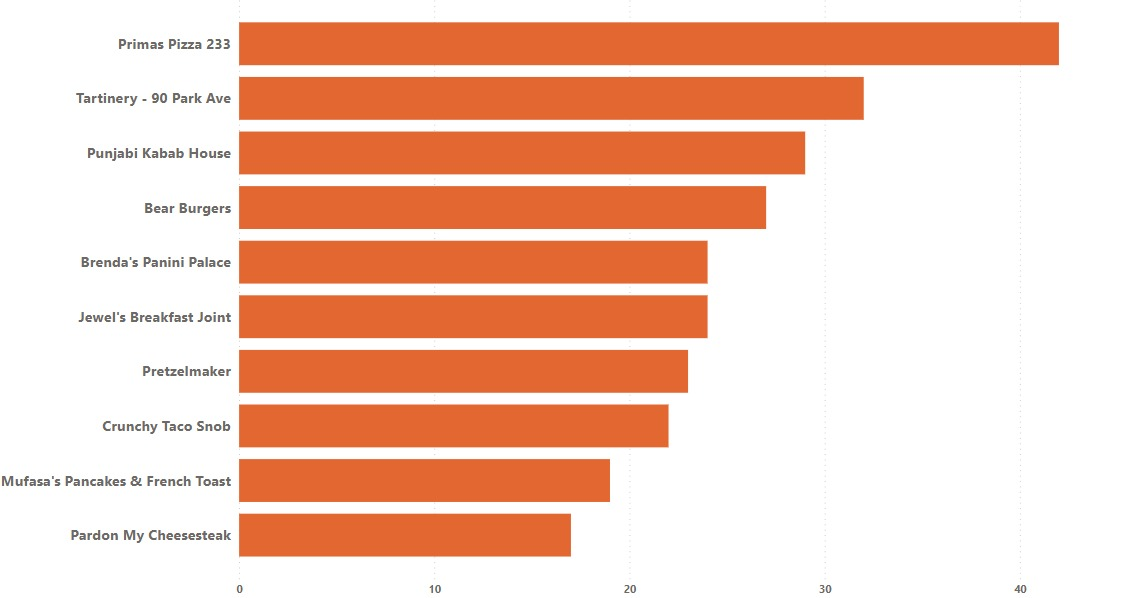 Primas Pizza 233
Tartinery - 90 Park Ave
Punjabi Kabab House
Bear Burgers
Brenda's Panini Palace
Jewel's Breakfast Joint
Pretzelmaker
Crunchy Taco Snob
Mufasa's Pancakes & French Toast
Pardon My Cheesesteak
0 10 20 30 40